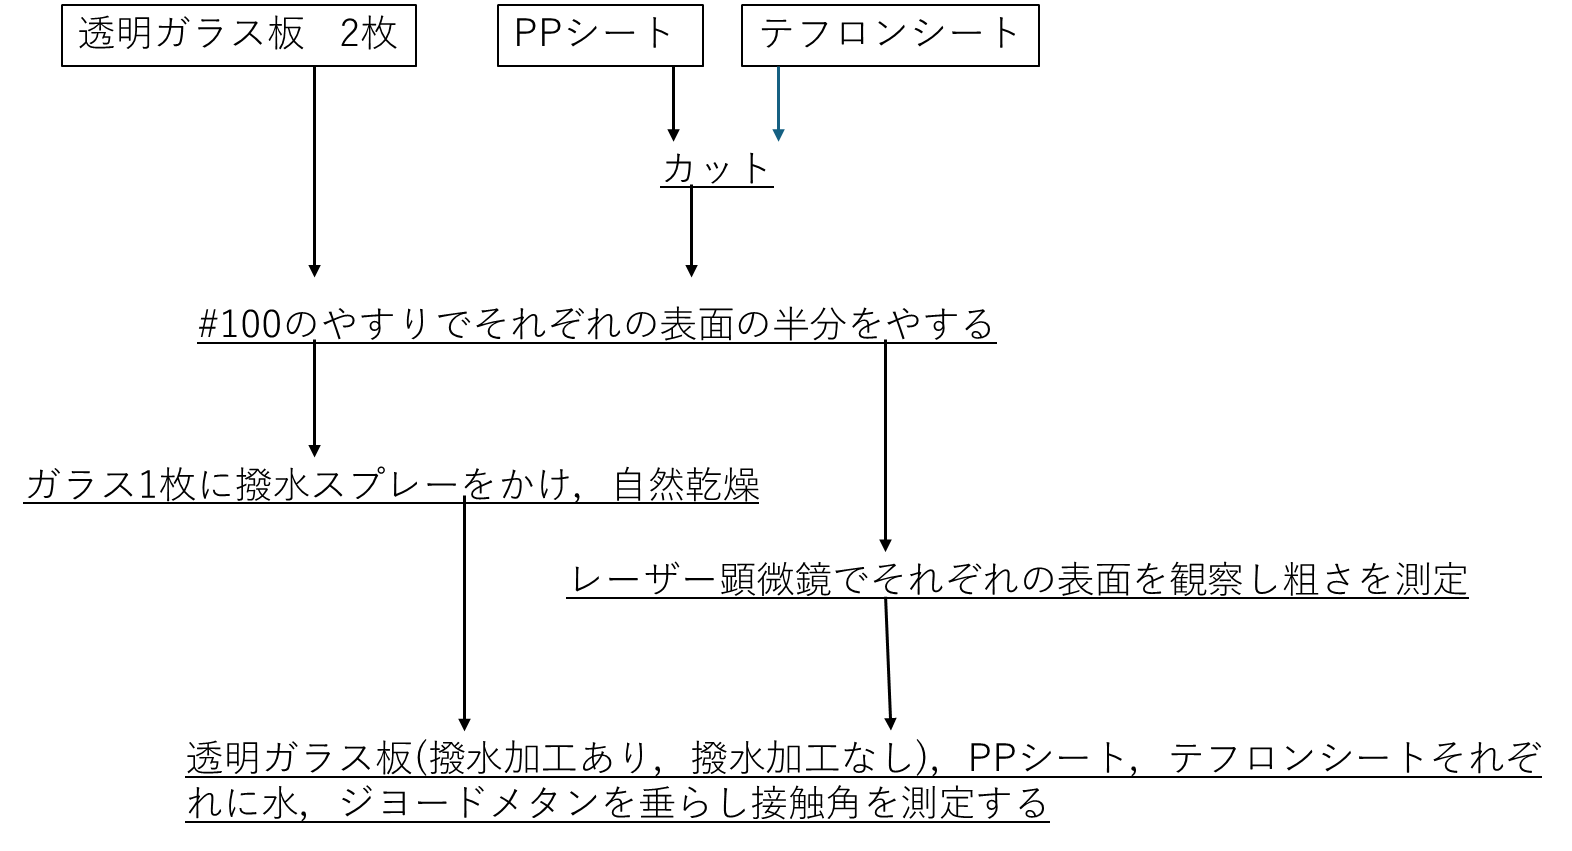 透明ガラス板　2枚
PPシート
テフロンシート
カット
#100のやすりでそれぞれの表面の半分をやする
ガラス1枚に撥水スプレーをかけ，自然乾燥
レーザー顕微鏡でそれぞれの表面を観察し粗さを測定
透明ガラス板(撥水加工あり，撥水加工なし)，PPシート，テフロンシートそれぞ
れに水，ジヨードメタンを垂らし接触角を測定する